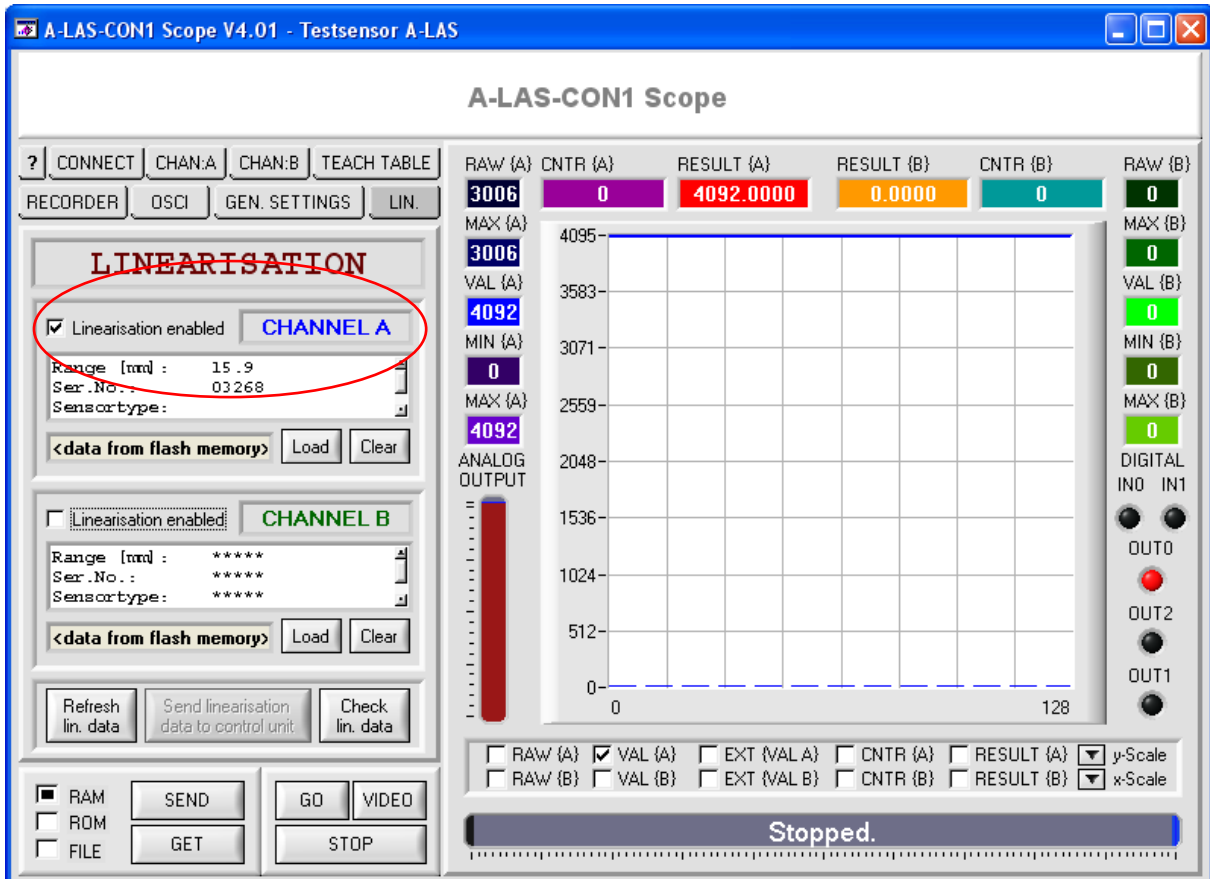 A-LAS-CON1 Scope V4.01 - Testsensor A-LAS
A-LAS-CON1 Scope
? CONNECT CHAN:A CHAN:B TEACH TABLE
RECORDER OSCI GEN. SETTINGS LIN.
LINEARISATION
Linearisation enabled CHANNEL A
Range [mm] : 15.9
Ser.No.: 03268
Sensortype:
<data from flash memory> Load Clear
Linearisation enabled CHANNEL B
Range [mm] : *****
Ser.No.: *****
Sensortype: *****
<data from flash memory> Load Clear
Refresh lin. data
Send linearisation data to control unit
Check lin. data
RAM
ROM
FILE
SEND
GET
GO VIDEO
STOP
RAW {A} CNTR {A} RESULT {A} RESULT {B} CNTR {B} RAW {B}
3006 0 4092.0000 0.0000 0 0
MAX {A}
3006
VAL {A}
4092
MIN {A}
0
MAX {A}
4092
ANALOG
OUTPUT
4095
3583
3071
2559
2048
1536
1024
512
0
0 128
MAX {B}
0
VAL {B}
0
MIN {B}
0
MAX {B}
0
DIGITAL
IN0 IN1
OUT0
OUT2
OUT1
RAW {A} VAL {A} EXT {VAL A} CNTR {A} RESULT {A} y-Scale
RAW {B} VAL {B} EXT {VAL B} CNTR {B} RESULT {B} x-Scale
Stopped.